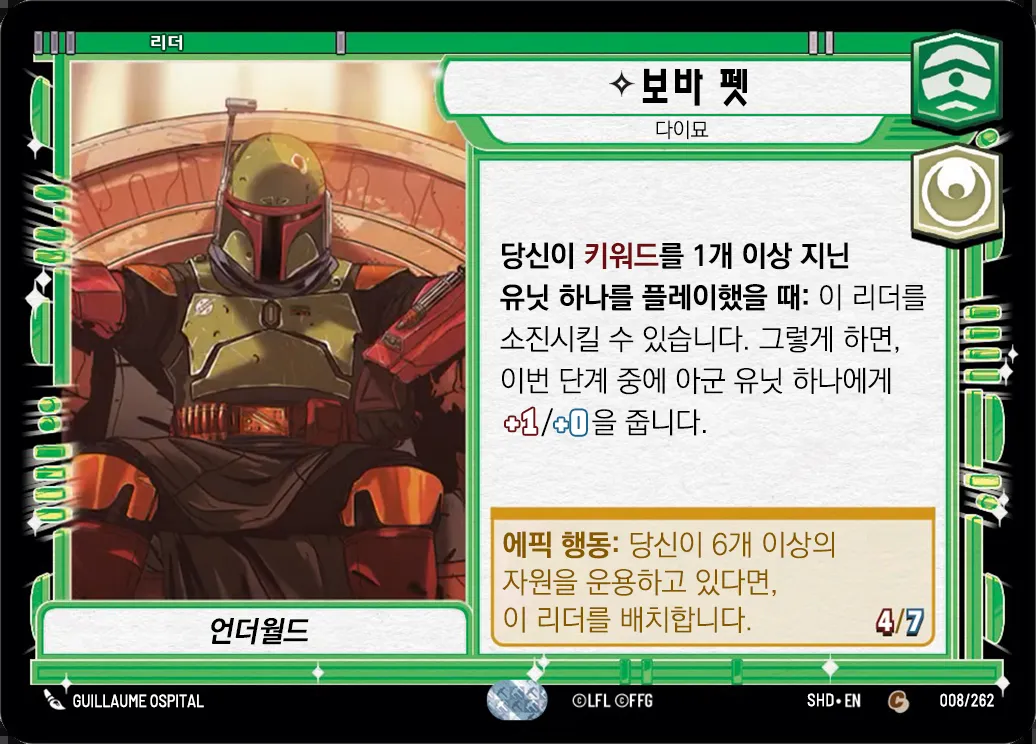 리더
보바 펫
다이묘
당신이 키워드를 1개 이상 지닌
유닛 하나를 플레이했을 때: 이 리더를
소진시킬 수 있습니다. 그렇게 하면,
이번 단계 중에 아군 유닛 하나에게
+1/+0을 줍니다.
에픽 행동: 당신이 6개 이상의
자원을 운용하고 있다면,
이 리더를 배치합니다.
4/7
언더월드
GUILLAUME OSPITAL
©LFL ©FFG
SHD•EN
C
008/262